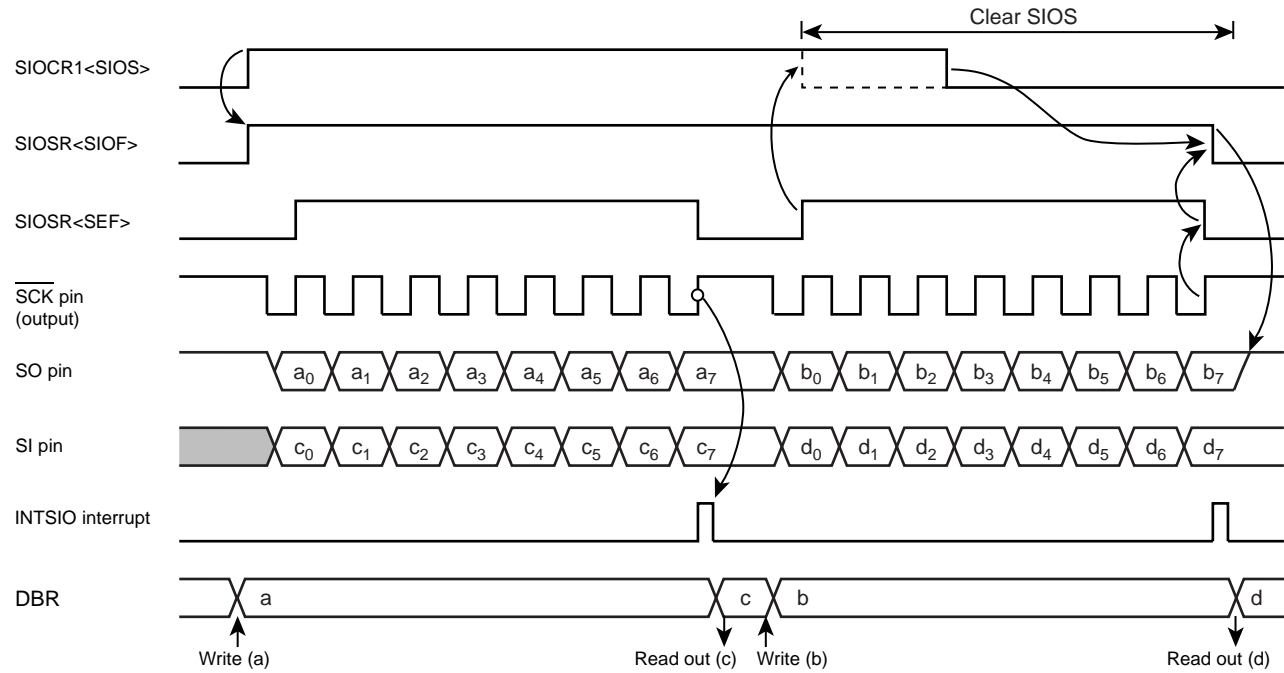 Clear SIOS
SIOCR1<SIOS>
SIOSR<SIOF>
SIOSR<SEF>
SCK pin
(output)
SO pin a0 a1 a2 a3 a4 a5 a6 a7 b0 b1 b2 b3 b4 b5 b6 b7
SI pin c0 c1 c2 c3 c4 c5 c6 c7 d0 d1 d2 d3 d4 d5 d6 d7
INTSIO interrupt
DBR a c b d
Write (a) Read out (c) Write (b) Read out (d)